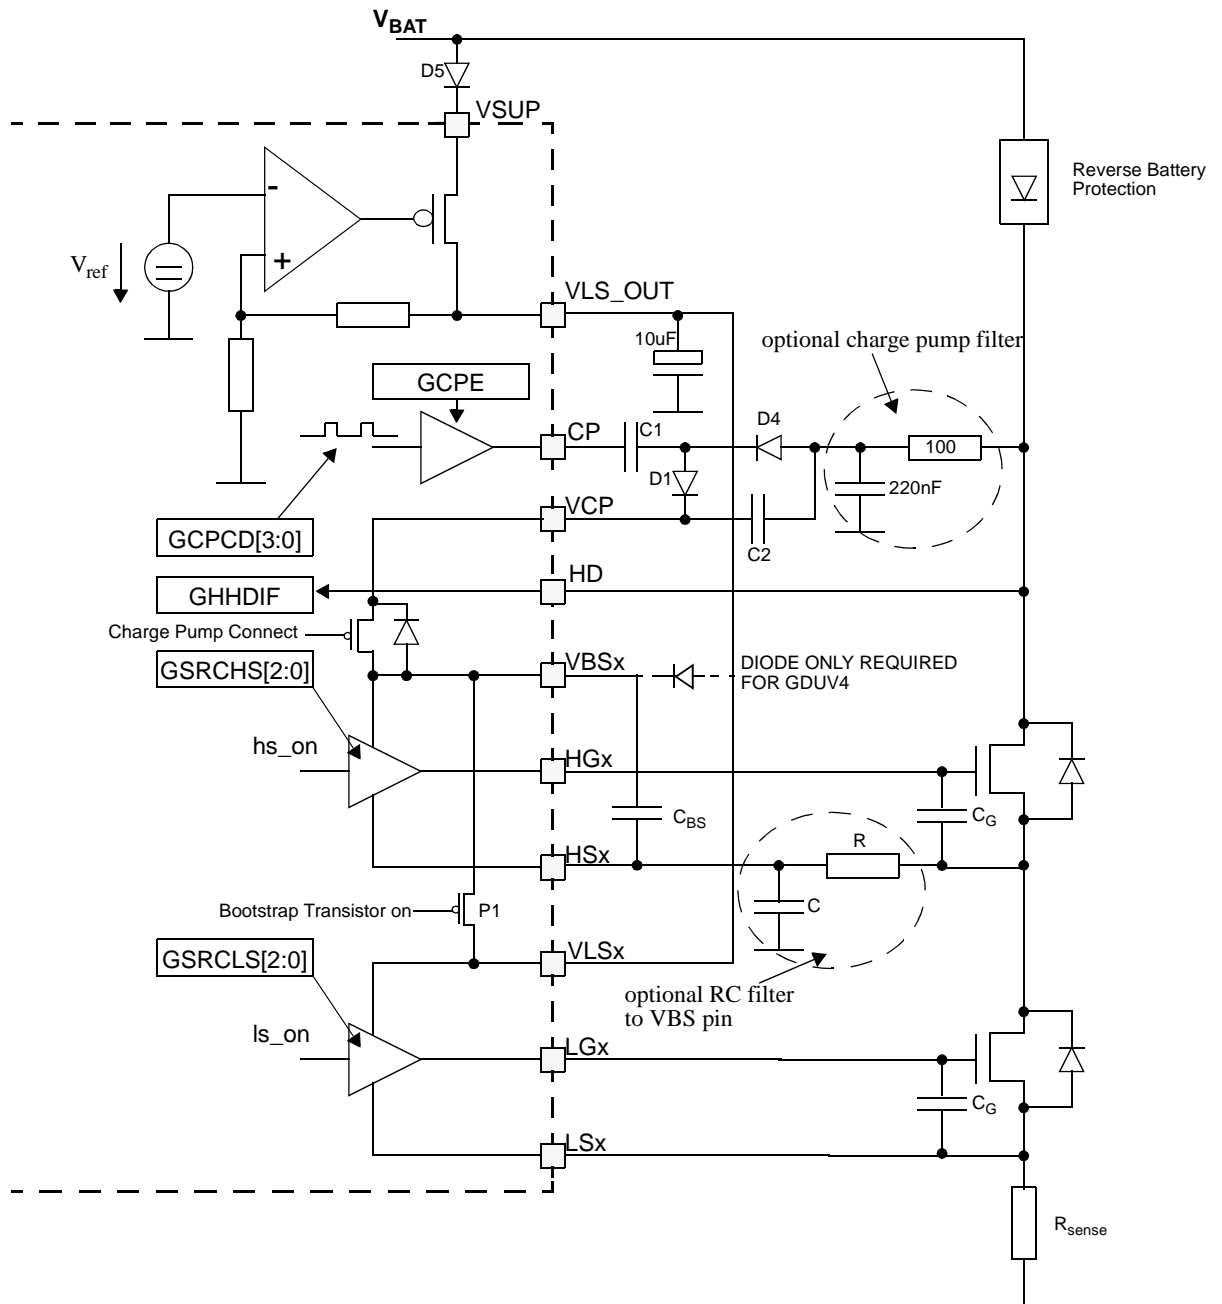 VBAT
D5
VSUP
Reverse Battery
Protection
-
+
Vref
VLS_OUT
10uF
optional charge pump filter
GCPE
CP
C1
D4
100
D1
220nF
VCP
C2
GCPCD[3:0]
HD
GHHDIF
Charge Pump Connect
GSRCHS[2:0]
VBSx
DIODE ONLY REQUIRED
FOR GDUV4
hs_on
HGx
CBS
CG
R
HSx
C
Bootstrap Transistor on
P1
GSRCLS[2:0]
VLSx
optional RC filter
to VBS pin
ls_on
LGx
CG
LSx
Rsense